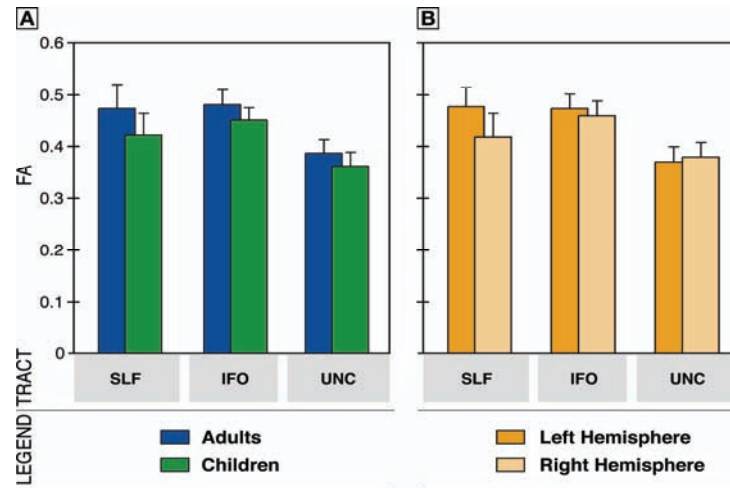 A
B
0.6
0.5
0.4
0.3
0.2
0.1
0
FA
TRACT
SLF IFO UNC
SLF IFO UNC
LEGEND
Adults
Children
Left Hemisphere
Right Hemisphere